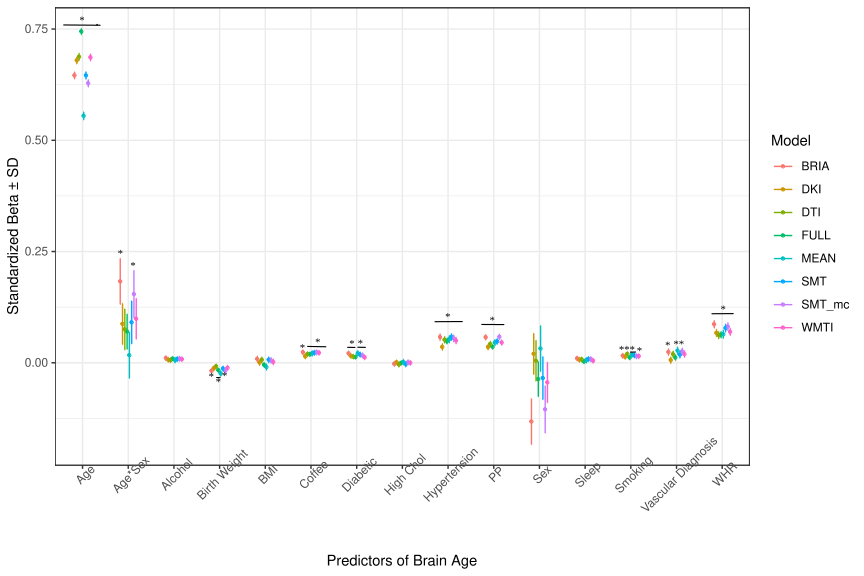 Standardized Beta ± SD
0.75
0.50
0.25
0.00
*
*
*
*
*
*
*
*
*
*
*
*
*
***
*
*
**
*
Age
Age*Sex
Alcohol
Birth Weight
BMI
Coffee
Diabetic
High Chol
Hypertension
PP
Sex
Sleep
Smoking
Vascular Diagnosis
WHR
Predictors of Brain Age
Model
BRIA
DKI
DTI
FULL
MEAN
SMT
SMT_mc
WMTI